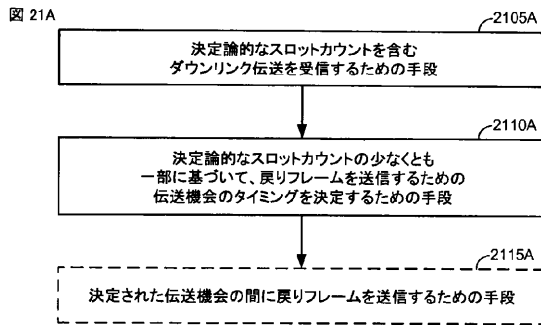 図 21A
2105A
決定論的なスロットカウントを含む
ダウンリンク伝送を受信するための手段
2110A
決定論的なスロットカウントの少なくとも
一部に基づいて、戻りフレームを送信するための
伝送機会のタイミングを決定するための手段
2115A
決定された伝送機会の間に戻りフレームを送信するための手段